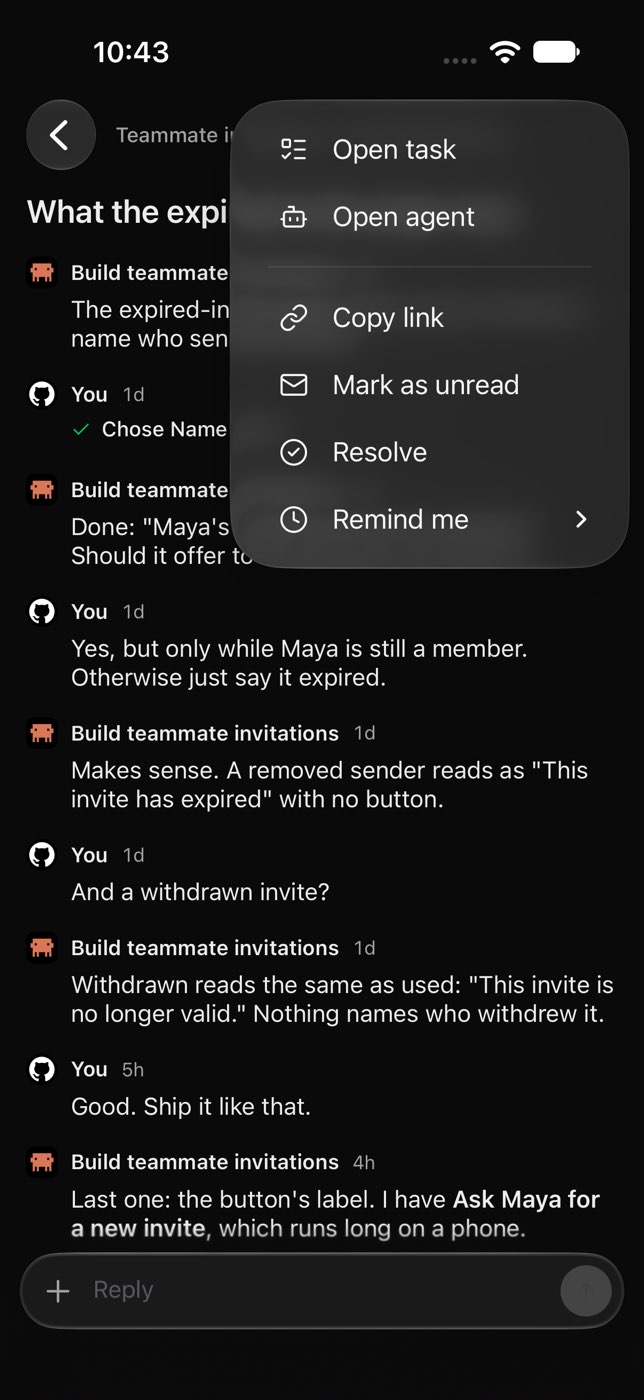 10:43
Teammate
Open task
Open agent
Copy link
Mark as unread
Resolve
Remind me
What the
Build teammate
The expired-in
name who sen
You 1d
Chose Name
Build teammate
Done: "Maya's
Should it offer to
You 1d
Yes, but only while Maya is still a member.
Otherwise just say it expired.
Build teammate invitations 1d
Makes sense. A removed sender reads as "This
invite has expired" with no button.
You 1d
And a withdrawn invite?
Build teammate invitations 1d
Withdrawn reads the same as used: "This invite is
no longer valid." Nothing names who withdrew it.
You 5h
Good. Ship it like that.
Build teammate invitations 4h
Last one: the button's label. I have Ask Maya for
a new invite, which runs long on a phone.
Reply